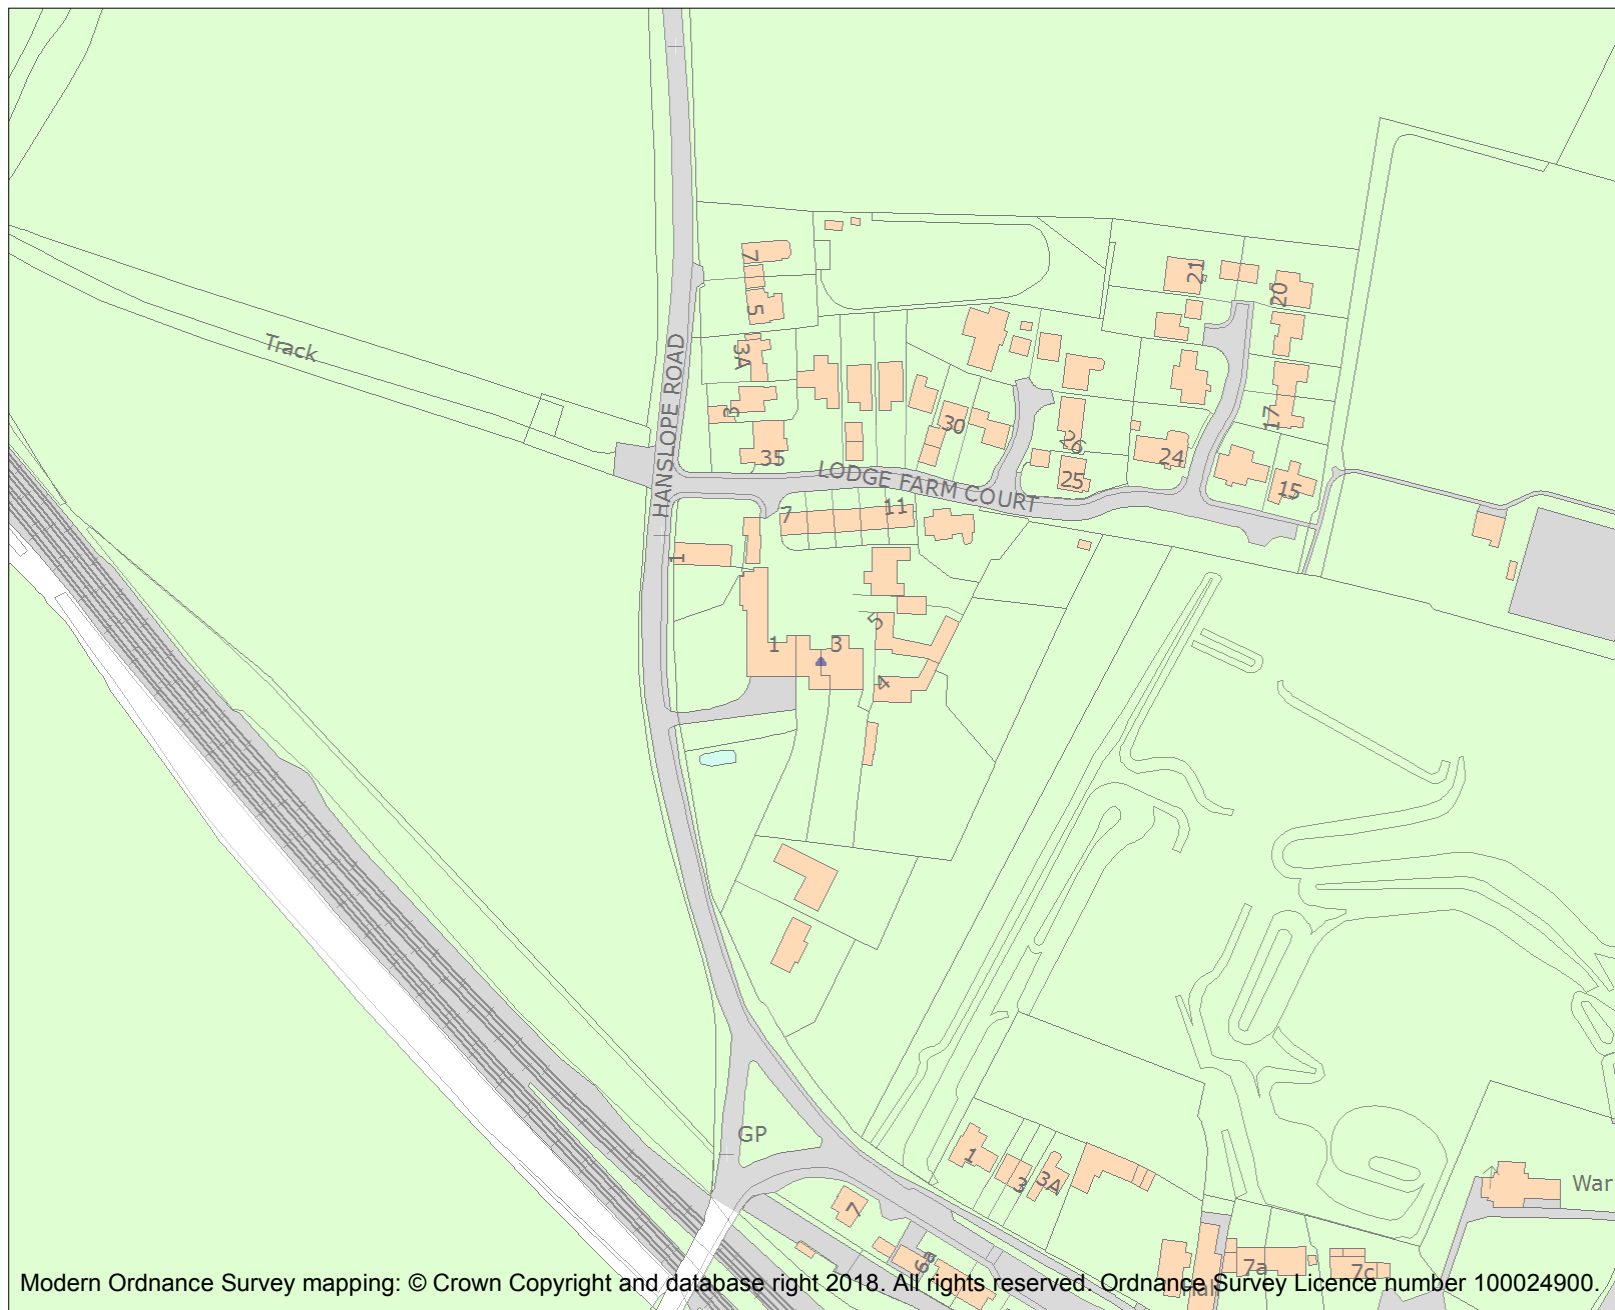 7
21
20
5
Track
3A
HANSLOPE ROAD
3
17
30
26
35
24
25
15
LODGE FARM COURT
7
11
1
5
1
3
4
GP
1
3
3A
7
War
9
7a
7c
Modern Ordnance Survey mapping: © Crown Copyright and database right 2018. All rights reserved. Ordnance Survey Licence number 100024900.